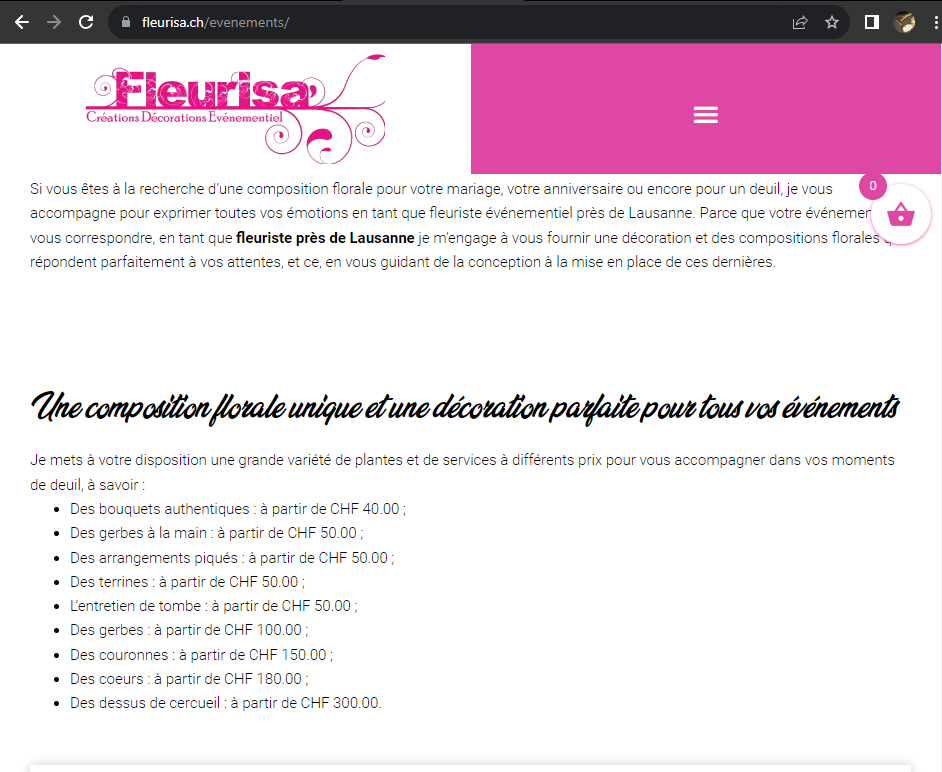 fleurisa.ch/evenements/
Fleurisa
Créations Décorations Evénementiel
0
Si vous êtes à la recherche d'une composition florale pour votre mariage, votre anniversaire ou encore pour un deuil, je vous
accompagne pour exprimer toutes vos émotions en tant que fleuriste événementiel près de Lausanne. Parce que votre
vous correspondre, en tant que fleuriste près de Lausanne je m'engage à vous fournir une décoration et des compositions florales
répondent parfaitement à vos attentes, et ce, en vous guidant de la conception à la mise en place de ces dernières.
Une composition florale unique et une décoration parfaite pour tous vos événements
Je mets à votre disposition une grande variété de plantes et de services à différents prix pour vous accompagner dans vos moments
de deuil, à savoir :
• Des bouquets authentiques : à partir de CHF 40.00 ;
• Des gerbes à la main : à partir de CHF 50.00 ;
• Des arrangements piqués : à partir de CHF 50.00 ;
• Des terrines : à partir de CHF 50.00 ;
• L'entretien de tombe : à partir de CHF 50.00 ;
• Des gerbes : à partir de CHF 100.00 ;
• Des couronnes : à partir de CHF 150.00 ;
• Des coeurs : à partir de CHF 180.00 ;
• Des dessus de cercueil : à partir de CHF 300.00.